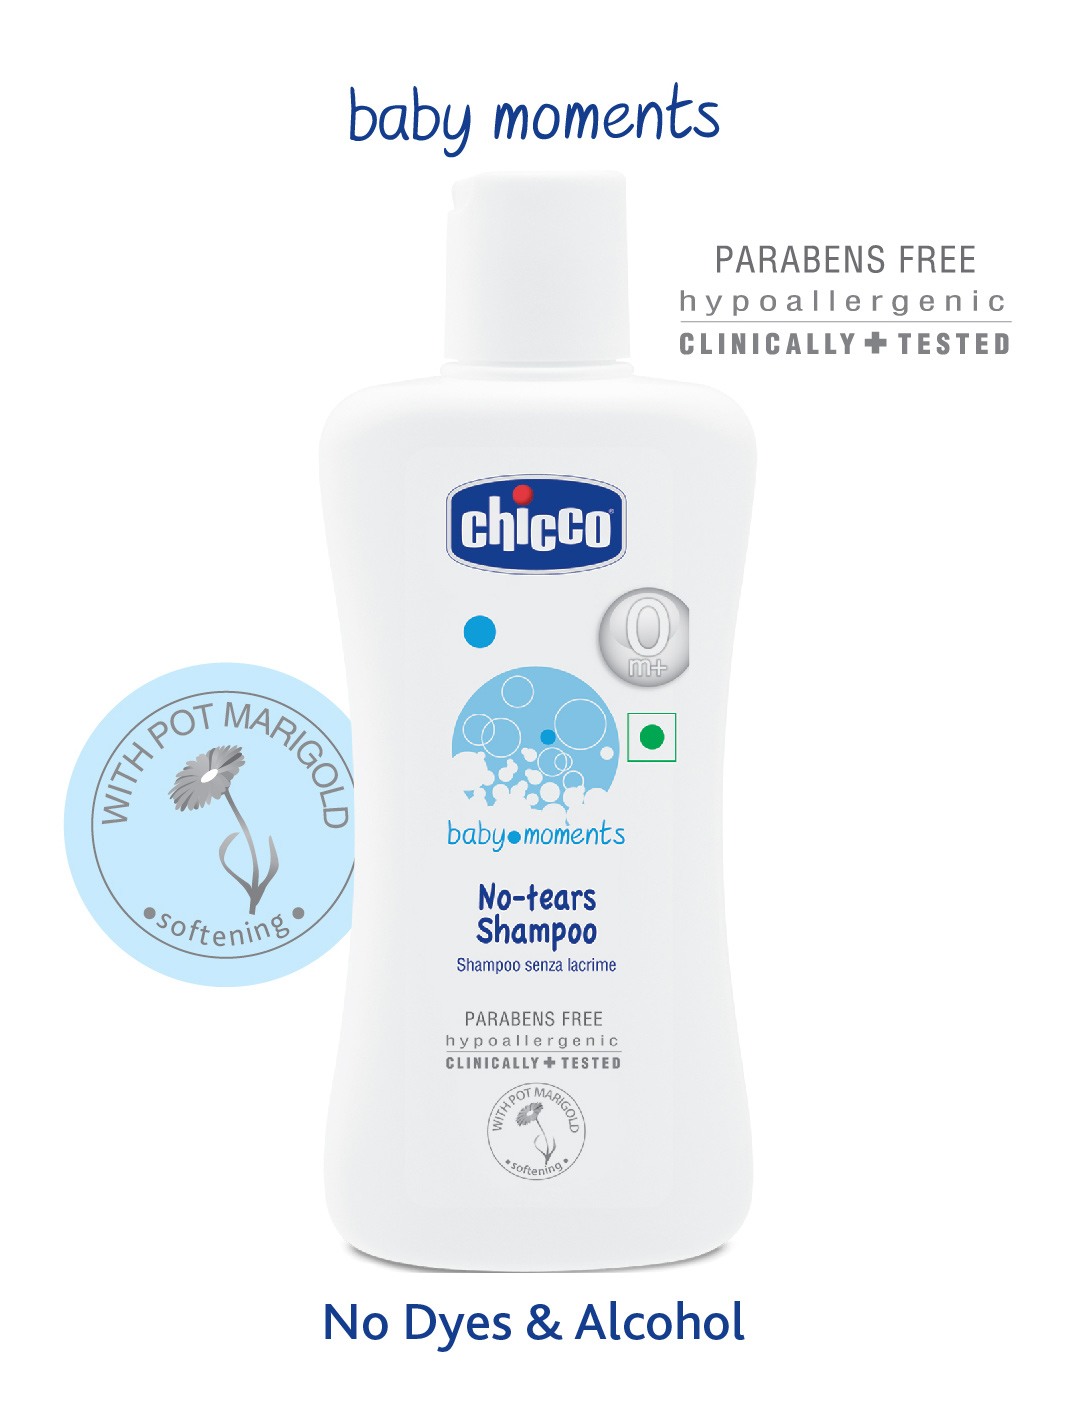 baby moments
PARABENS FREE
hypoallergenic
CLINICALLY + TESTED
chicco
0
m+
WITH POT MARIGOLD
softening
baby moments
No-tears
Shampoo
Shampoo senza lacrime
PARABENS FREE
hypoallergenic
CLINICALLY + TESTED
WITH POT MARIGOLD
softening
No Dyes & Alcohol